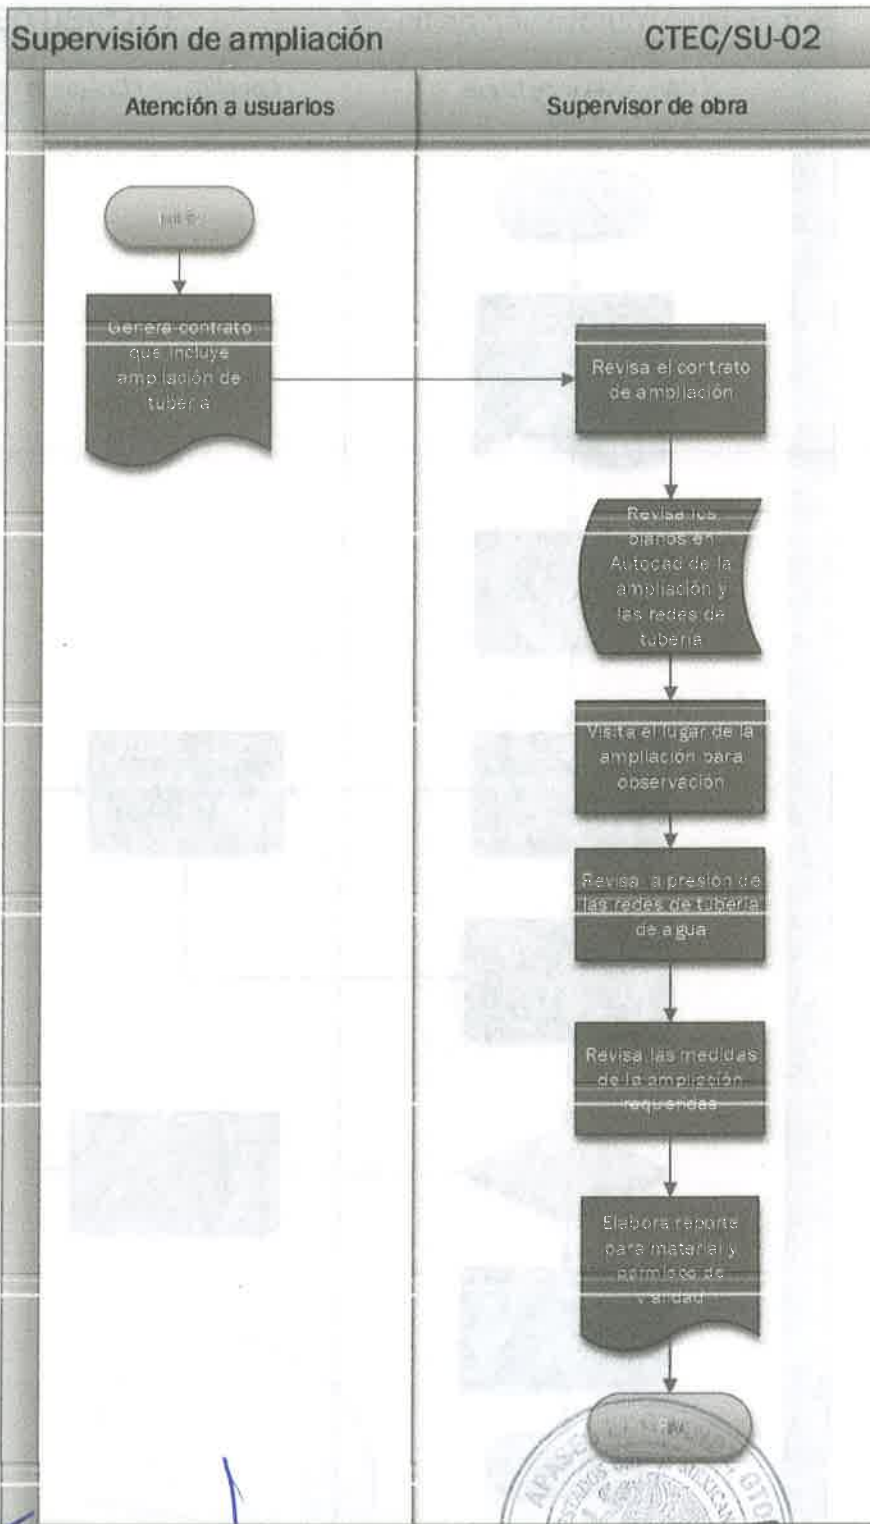 Supervisión de ampliación CTEC/SU-02
Atención a usuarios Supervisor de obra
Genera contrato
que incluye
ampliación de
tubería
Revisa el contrato
de ampliación
Revisa los
planos en
Autocad de la
ampliación y
las redes de
tubería
Visita el lugar de la
ampliación para
observación
Revisa la presión de
las redes de tubería
de agua
Revisa las medidas
de la ampliación
requeridas
Elabora reporte
para material y
permisos de
vialidad